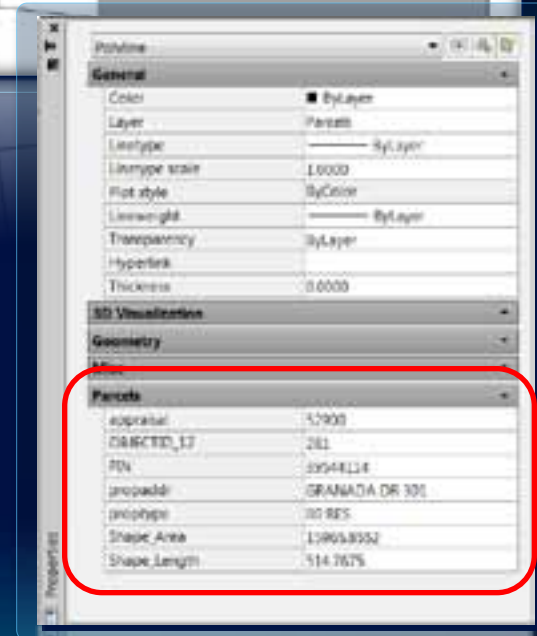 Polyline
General
Color ByLayer
Layer Parcels
Linetype ByLayer
Linetype scale 1.0000
Plot style ByColor
Lineweight ByLayer
Transparency ByLayer
Hyperlink
Thickness 0.0000
3D Visualization
Geometry
Misc
Parcels
appraisal 52900
OBJECTID_12 281
PIN
propaddr GRANADA DR 301
proptype RES
Shape_Area
Shape_Length 514.7675
Properties